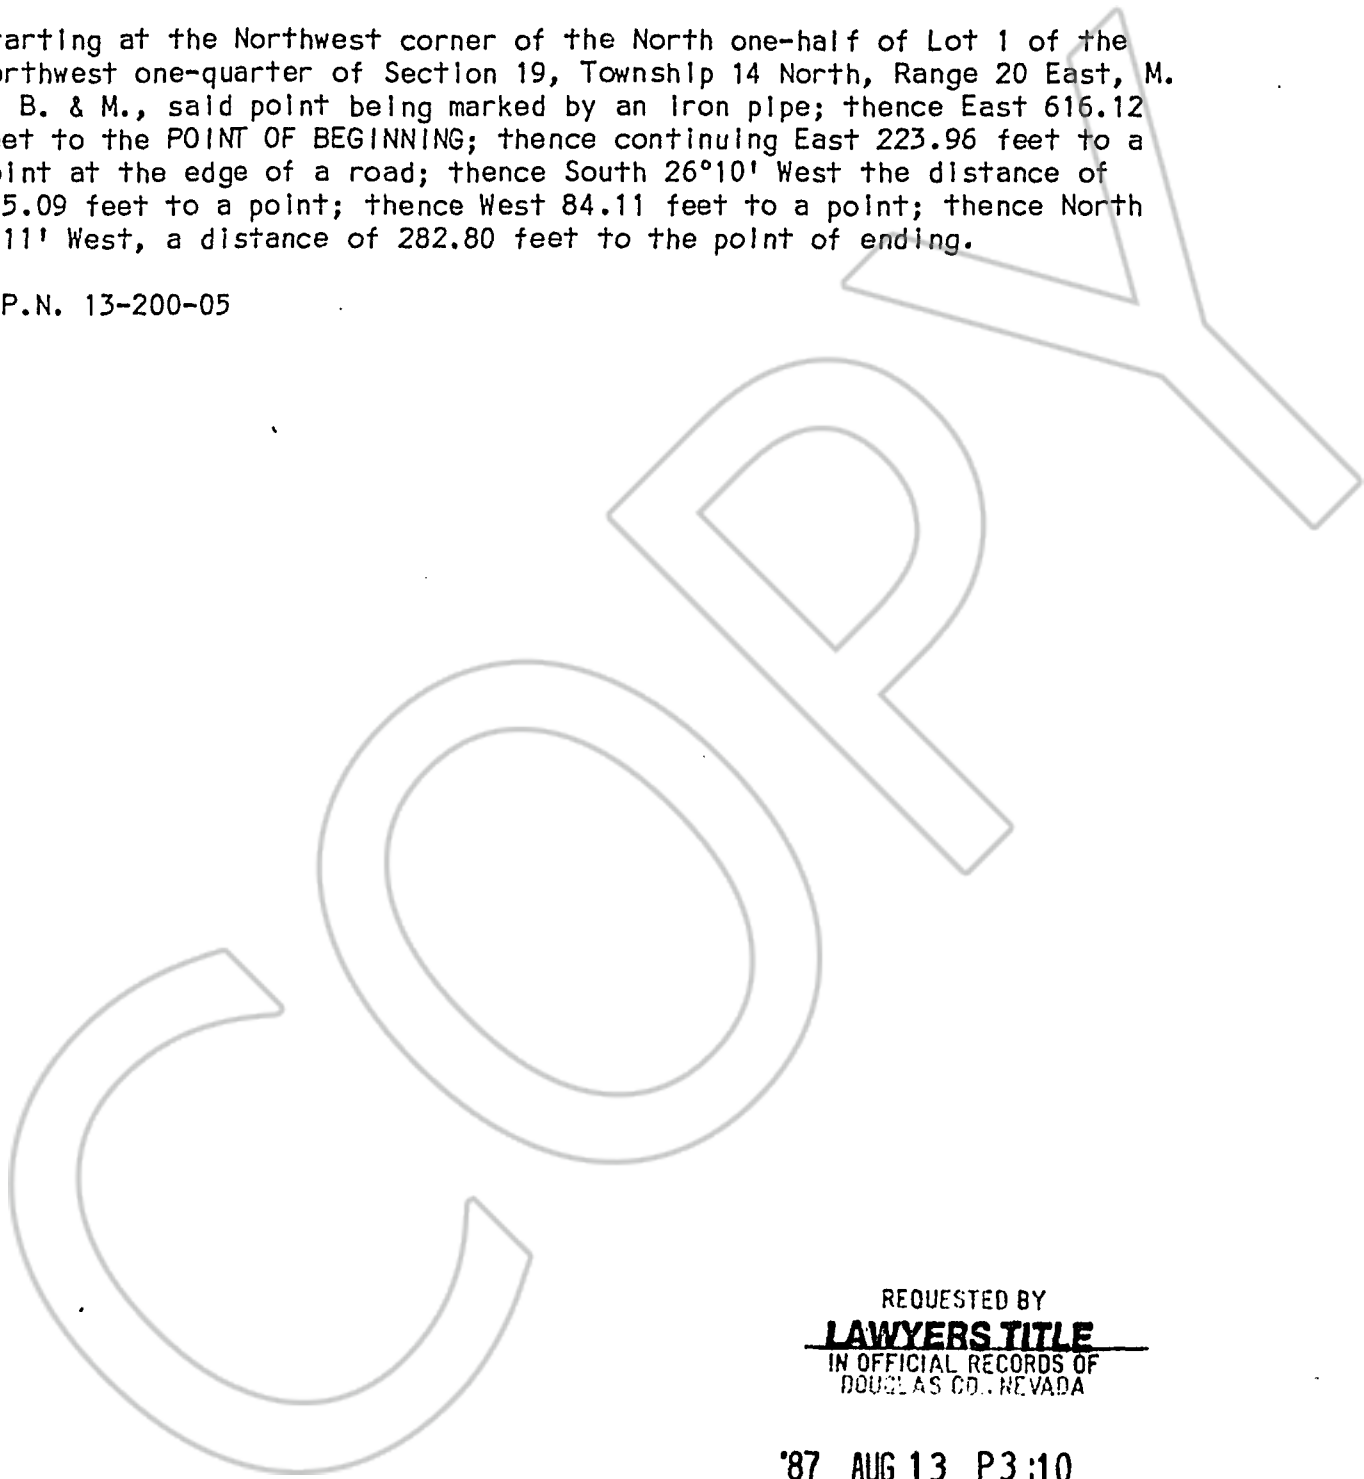 arting at the Northwest corner of the North one-half of Lot 1 of the
orthwest one-quarter of Section 19, Township 14 North, Range 20 East, M.
B. & M., said point being marked by an iron pipe; thence East 616.12
et to the POINT OF BEGINNING; thence continuing East 223.96 feet to a
int at the edge of a road; thence South 26°10' West the distance of
5.09 feet to a point; thence West 84.11 feet to a point; thence North
11' West, a distance of 282.80 feet to the point of ending.
P.N. 13-200-05
COPY
REQUESTED BY
LAWYERS TITLE
IN OFFICIAL RECORDS OF
DOUGLAS CO., NEVADA
'87 AUG 13 P3:10